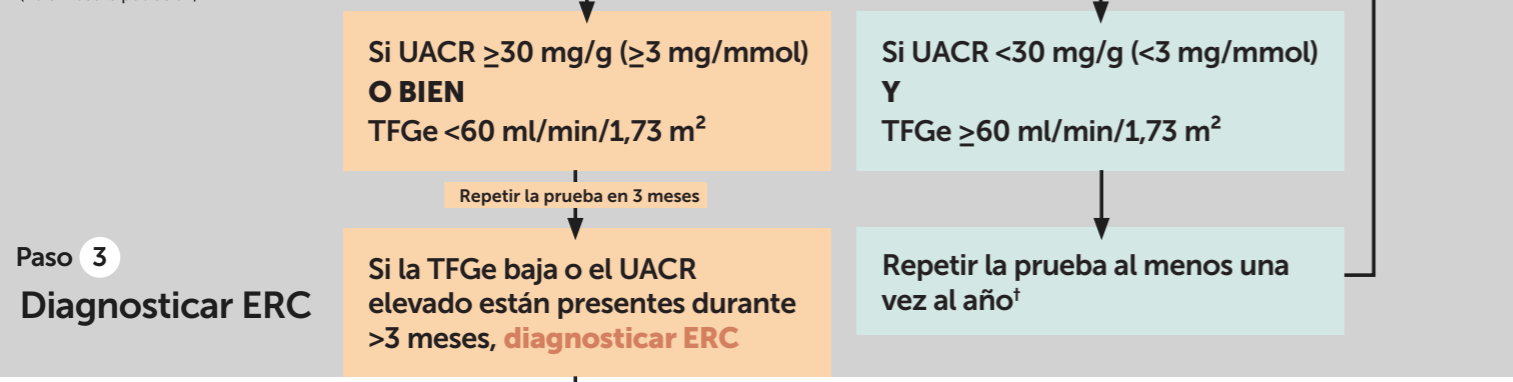 Si UACR ≥30 mg/g (≥3 mg/mmol)
O BIEN
TFGe <60 ml/min/1,73 m²
Si UACR <30 mg/g (<3 mg/mmol)
Y
TFGe ≥60 ml/min/1,73 m²
Repetir la prueba en 3 meses
Paso 3
Diagnosticar ERC
Si la TFGe baja o el UACR
elevado están presentes durante
>3 meses, diagnosticar ERC
Repetir la prueba al menos una
vez al año†